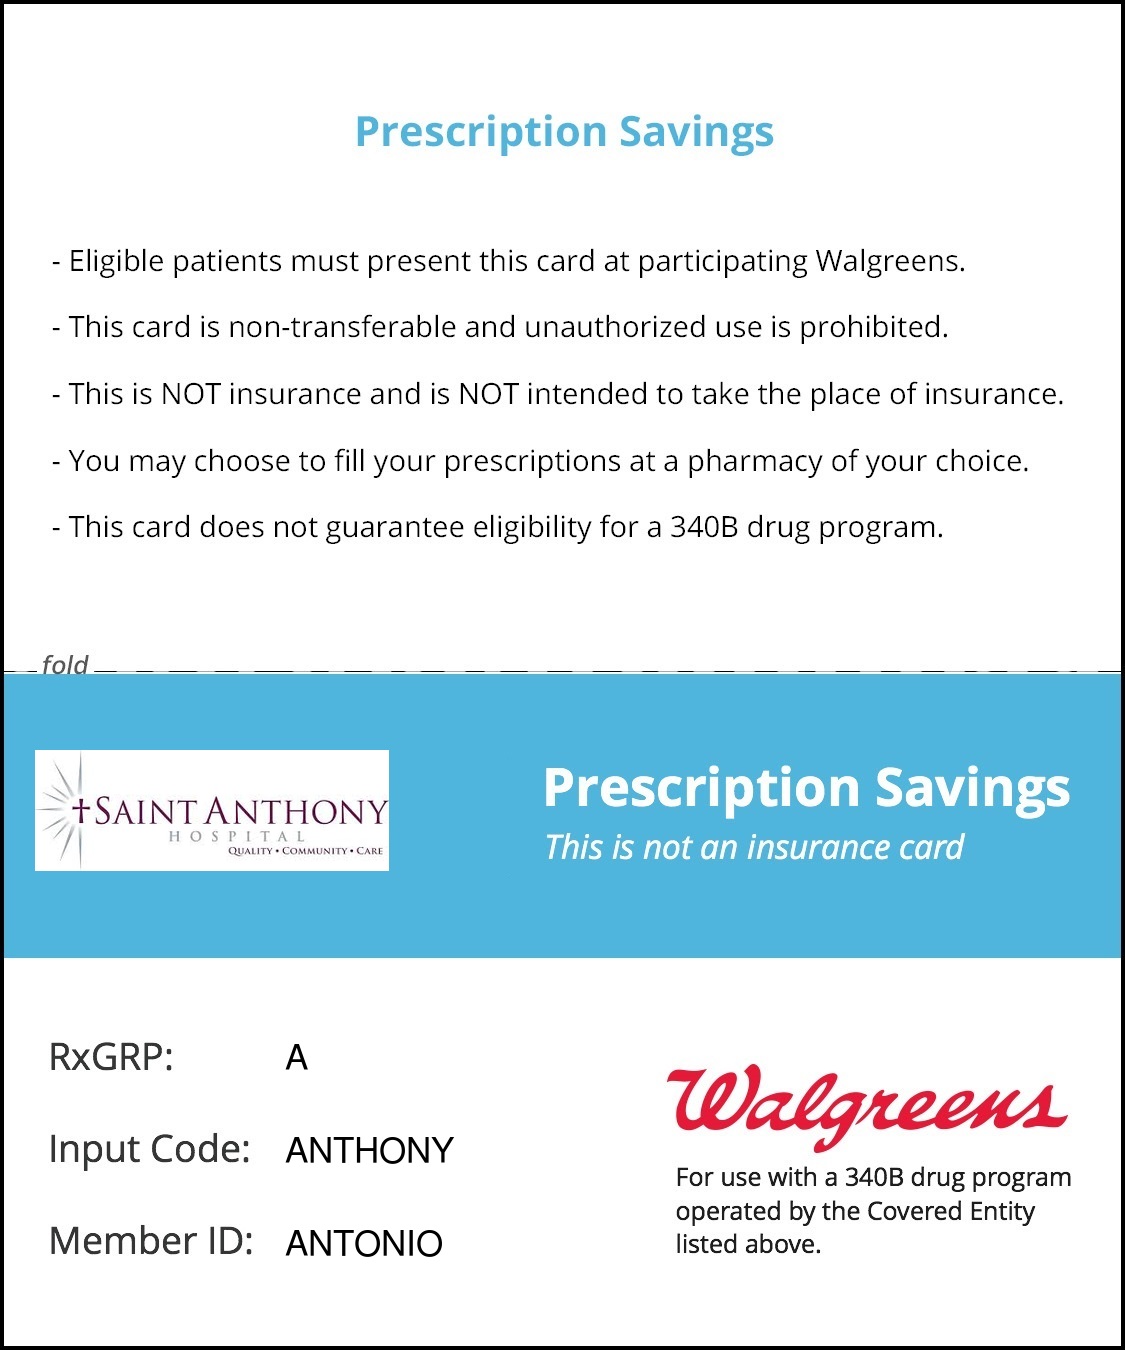 Prescription Savings
- Eligible patients must present this card at participating Walgreens.
- This card is non-transferable and unauthorized use is prohibited.
- This is NOT insurance and is NOT intended to take the place of insurance.
- You may choose to fill your prescriptions at a pharmacy of your choice.
- This card does not guarantee eligibility for a 340B drug program.
fold
SAINT ANTHONY
HOSPITAL
QUALITY • COMMUNITY • CARE
Prescription Savings
This is not an insurance card
RxGRP: A
Input Code: ANTHONY
Member ID: ANTONIO
Walgreens
For use with a 340B drug program
operated by the Covered Entity
listed above.